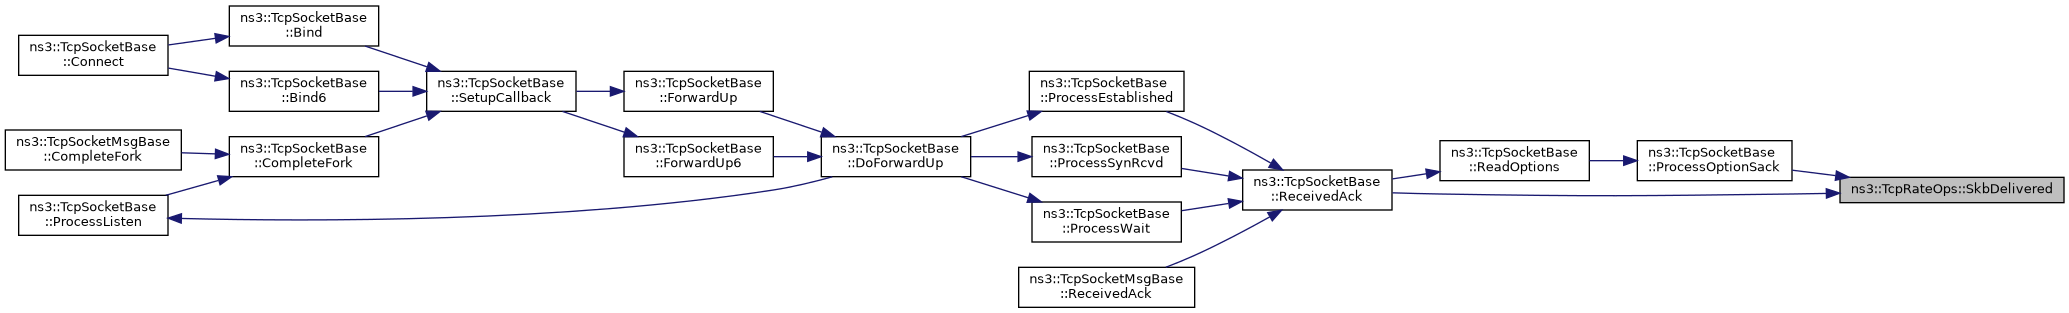 ns3::TcpSocketBase
::Connect
ns3::TcpSocketBase
::Bind
ns3::TcpSocketBase
::Bind6
ns3::TcpSocketMsgBase
::CompleteFork
ns3::TcpSocketBase
::CompleteFork
ns3::TcpSocketBase
::ProcessListen
ns3::TcpSocketBase
::SetupCallback
ns3::TcpSocketBase
::ForwardUp
ns3::TcpSocketBase
::ForwardUp6
ns3::TcpSocketBase
::DoForwardUp
ns3::TcpSocketBase
::ProcessEstablished
ns3::TcpSocketBase
::ProcessSynRcvd
ns3::TcpSocketBase
::ProcessWait
ns3::TcpSocketMsgBase
::ReceivedAck
ns3::TcpSocketBase
::ReceivedAck
ns3::TcpSocketBase
::ReadOptions
ns3::TcpSocketBase
::ProcessOptionSack
ns3::TcpRateOps::SkbDelivered